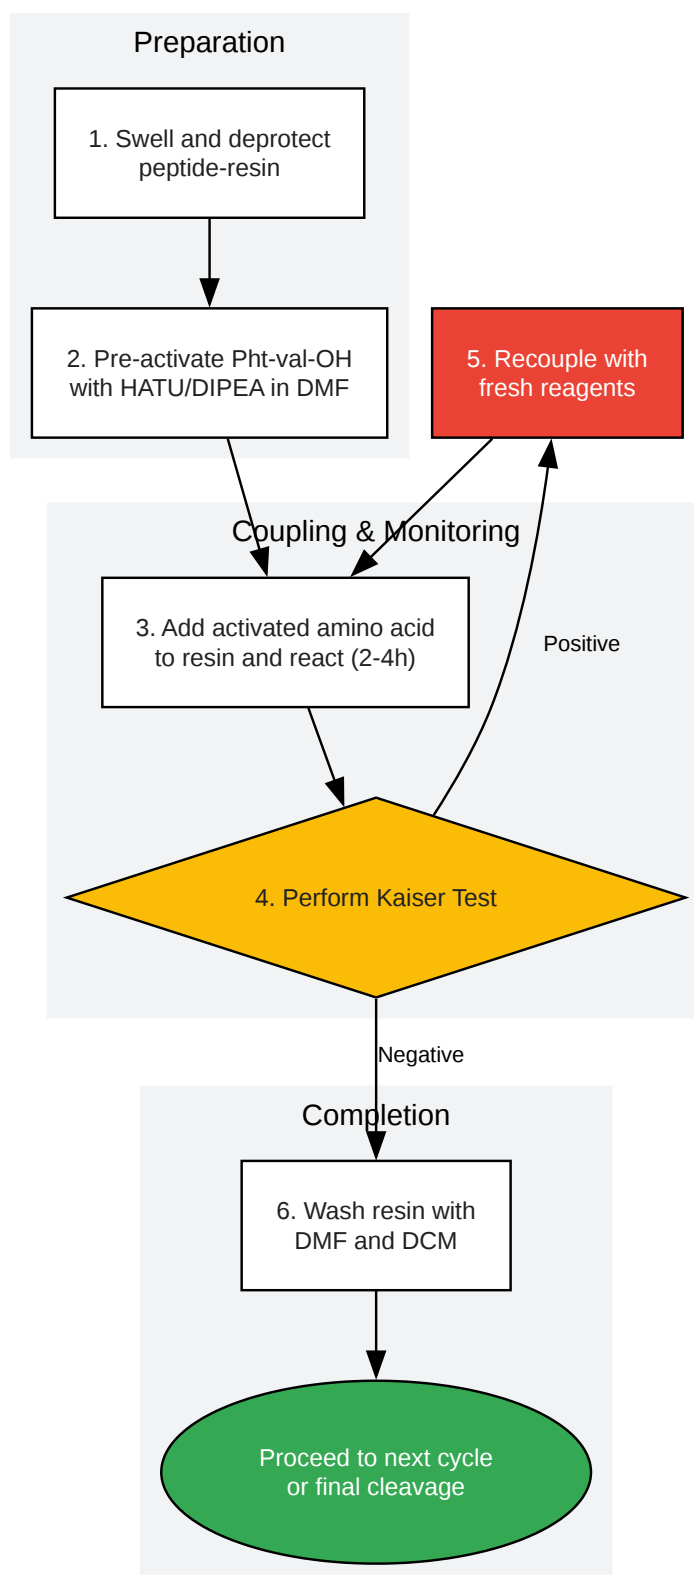 Preparation
1. Swell and deprotect
peptide-resin
2. Pre-activate Pht-val-OH
with HATU/DIPEA in DMF
5. Recouple with
fresh reagents
Coupling & Monitoring
3. Add activated amino acid
to resin and react (2-4h)
Positive
4. Perform Kaiser Test
Negative
Completion
6. Wash resin with
DMF and DCM
Proceed to next cycle
or final cleavage